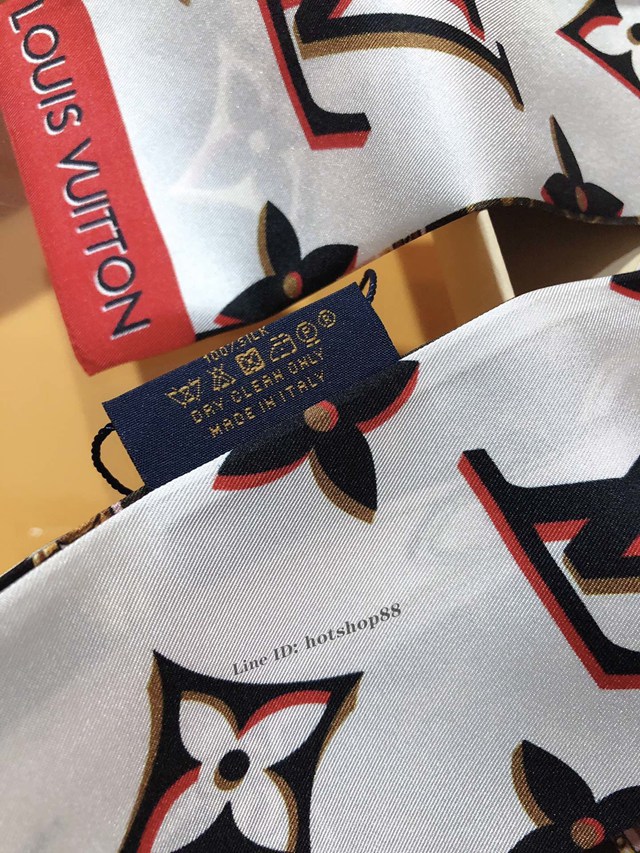 LOUIS VUITTON
100% SILK
DRY CLEAN ONLY
MADE IN ITALY
Line ID: hotshop88